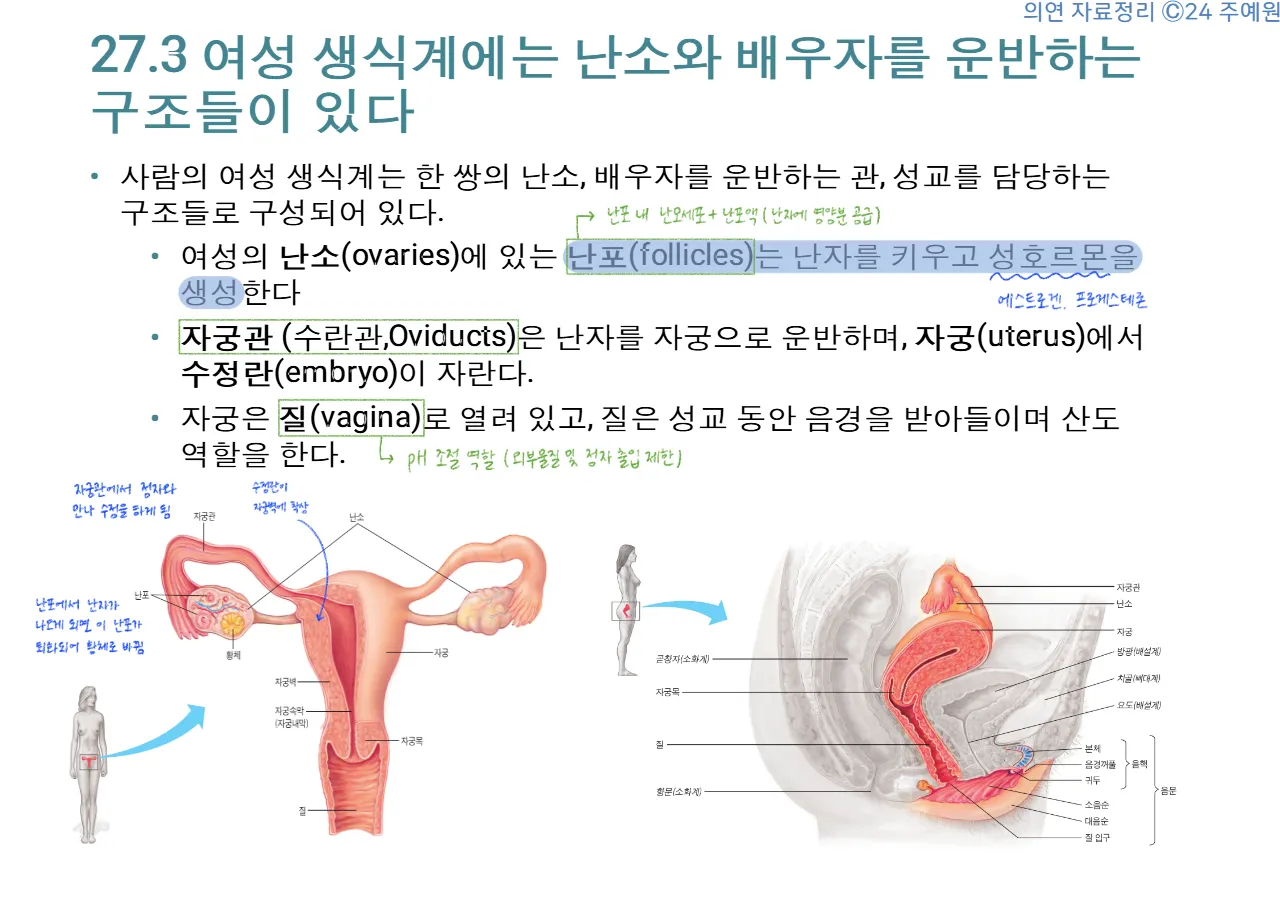 의연 자료정리 Ⓒ24 주예원
27.3 여성 생식계에는 난소와 배우자를 운반하는
구조들이 있다
• 사람의 여성 생식계는 한 쌍의 난소, 배우자를 운반하는 관, 성교를 담당하는
구조들로 구성되어 있다.
→ 난포 내 난모세포 + 난포액 (난자에 영양분 공급)
• 여성의 난소(ovaries)에 있는 난포(follicles)는 난자를 키우고 성호르몬을
생성한다
에스트로겐, 프로게스테론
• 자궁관 (수란관,Oviducts)은 난자를 자궁으로 운반하며, 자궁(uterus)에서
수정란(embryo)이 자란다.
• 자궁은 질(vagina)로 열려 있고, 질은 성교 동안 음경을 받아들이며 산도
역할을 한다.
→ pH 조절 역할 (외부물질 및 정자 출입 제한)
자궁관에서 정자와
만나 수정을 하게 됨
수정란이
자궁벽에 착상
자궁관
난소
난포
난포에서 난자가
나오게 되면 이 난포가
퇴화되어 황체로 바뀜
황체
자궁
자궁벽
자궁속막
(자궁내막)
자궁목
질
자궁관
난소
자궁
방광(배설계)
곧창자(소화계)
치골(뼈대계)
자궁목
요도(배설계)
질
본체
음경꺼풀
음핵
귀두
항문(소화계)
음문
소음순
대음순
질 입구